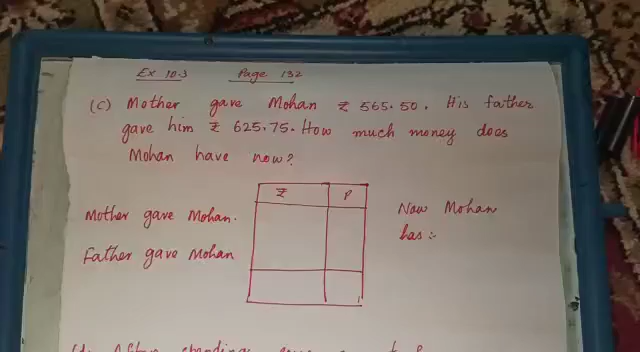 Ex 10.3 Page 132
(c) Mother gave Mohan ₹ 565.50. His father
gave him ₹ 625.75. How much money does
Mohan have now?
₹ P
Mother gave Mohan.
Father gave Mohan
Now Mohan
has :-